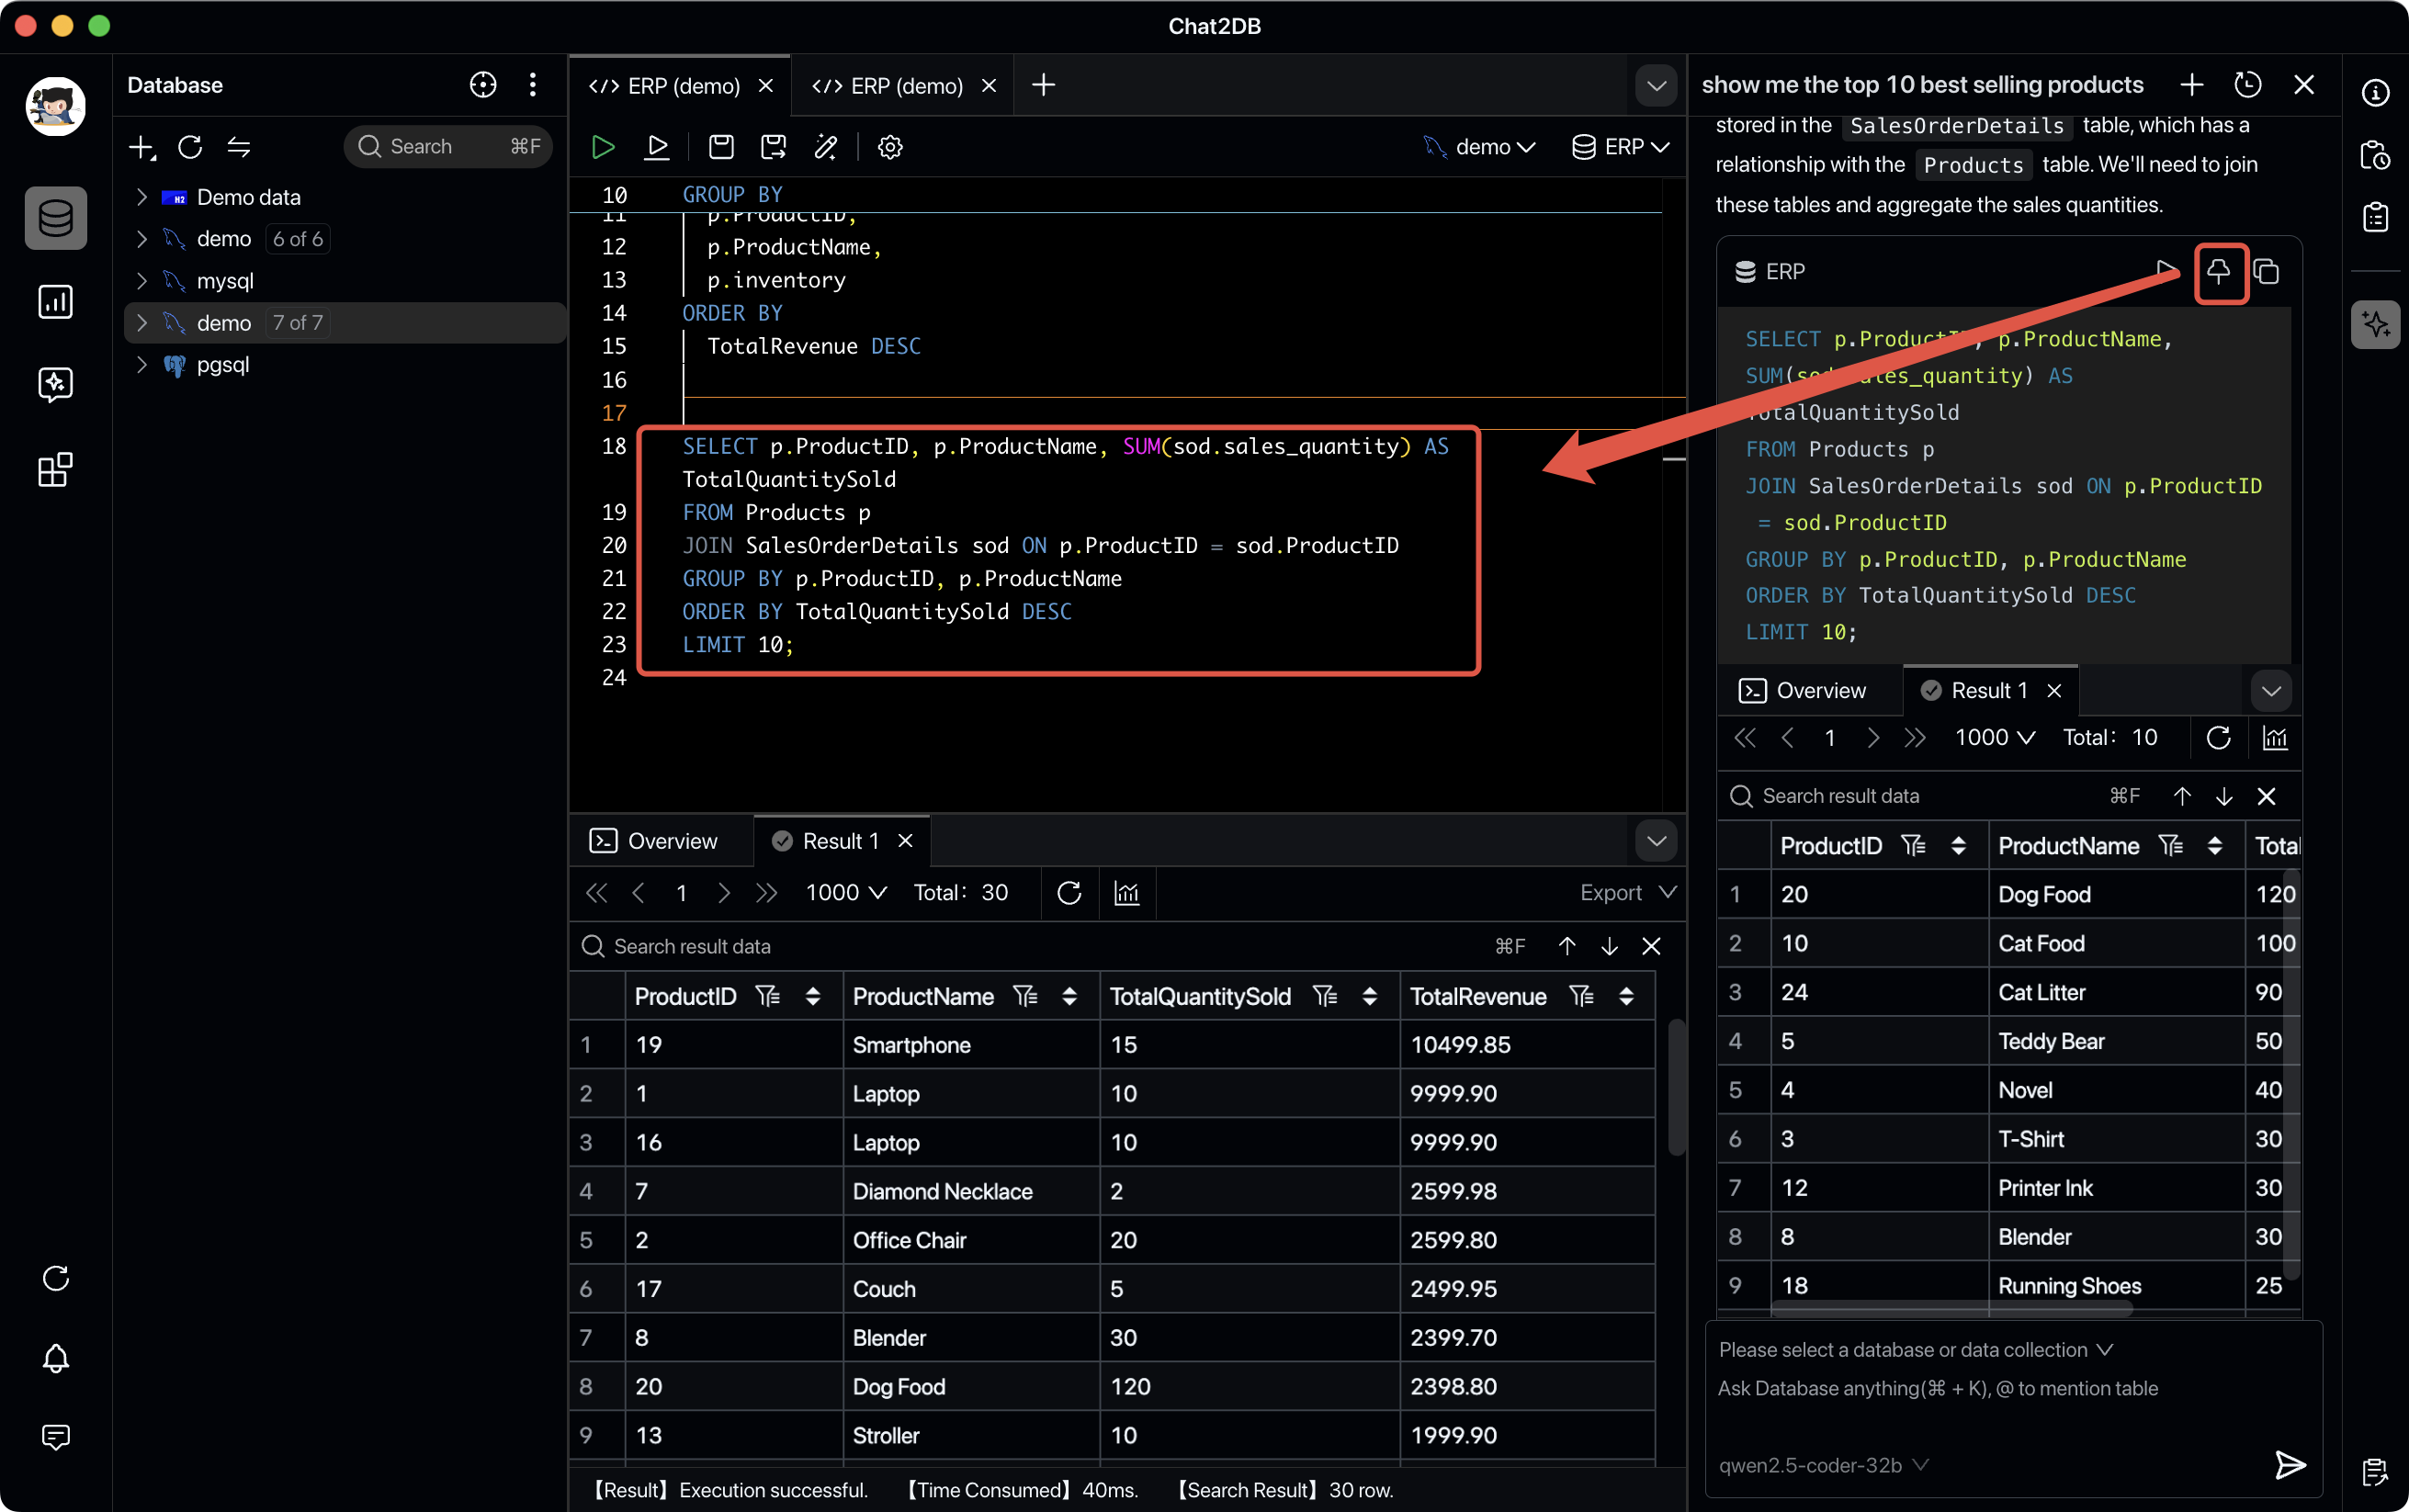 Chat2DB
Database
Search ⌘F
H2 Demo data
demo 6 of 6
mysql
demo 7 of 7
pgsql
</> ERP (demo)
</> ERP (demo)
demo
ERP
10 GROUP BY
11 p.ProductID,
12 p.ProductName,
13 p.inventory
14 ORDER BY
15 TotalRevenue DESC
16
17
18 SELECT p.ProductID, p.ProductName, SUM(sod.sales_quantity) AS
TotalQuantitySold
19 FROM Products p
20 JOIN SalesOrderDetails sod ON p.ProductID = sod.ProductID
21 GROUP BY p.ProductID, p.ProductName
22 ORDER BY TotalQuantitySold DESC
23 LIMIT 10;
24
Overview
Result 1
1 1000 Total: 30
Export
Search result data ⌘F
ProductID ProductName TotalQuantitySold TotalRevenue
1 19 Smartphone 15 10499.85
2 1 Laptop 10 9999.90
3 16 Laptop 10 9999.90
4 7 Diamond Necklace 2 2599.98
5 2 Office Chair 20 2599.80
6 17 Couch 5 2499.95
7 8 Blender 30 2399.70
8 20 Dog Food 120 2398.80
9 13 Stroller 10 1999.90
【Result】Execution successful. 【Time Consumed】40ms. 【Search Result】30 row.
show me the top 10 best selling products
stored in the SalesOrderDetails table, which has a
relationship with the Products table. We'll need to join
these tables and aggregate the sales quantities.
ERP
SELECT p.ProductID, p.ProductName,
SUM(sod.sales_quantity) AS
TotalQuantitySold
FROM Products p
JOIN SalesOrderDetails sod ON p.ProductID
= sod.ProductID
GROUP BY p.ProductID, p.ProductName
ORDER BY TotalQuantitySold DESC
LIMIT 10;
Overview
Result 1
1 1000 Total: 10
Search result data ⌘F
ProductID ProductName Total
1 20 Dog Food 120
2 10 Cat Food 100
3 24 Cat Litter 90
4 5 Teddy Bear 50
5 4 Novel 40
6 3 T-Shirt 30
7 12 Printer Ink 30
8 8 Blender 30
9 18 Running Shoes 25
Please select a database or data collection
Ask Database anything(⌘ + K), @ to mention table
qwen2.5-coder-32b